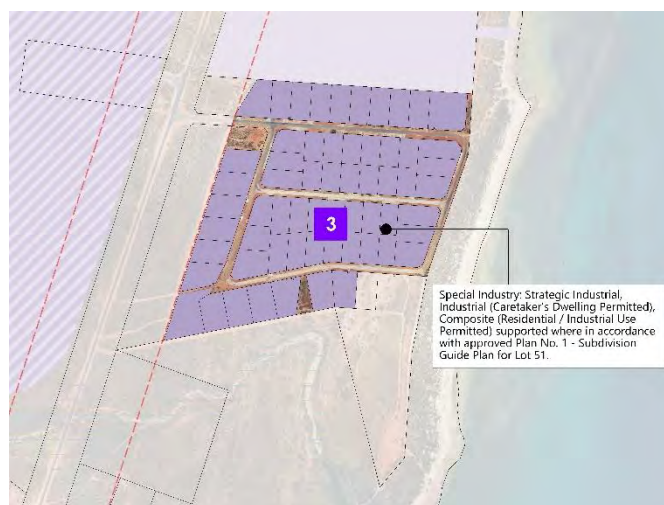 3
Special Industry: Strategic Industrial,
Industrial (Caretaker's Dwelling Permitted),
Composite (Residential / Industrial Use
Permitted) supported where in accordance
with approved Plan No. 1 - Subdivision
Guide Plan for Lot 51.